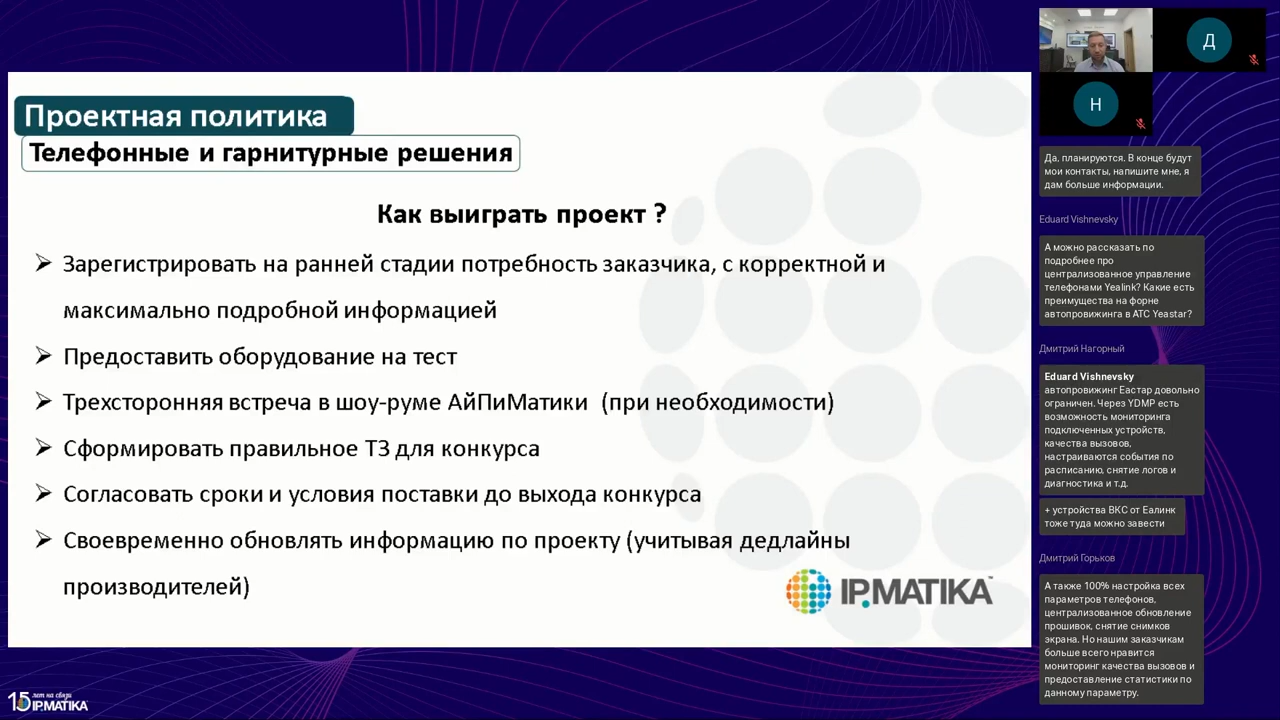 Проектная политика
Телефонные и гарнитурные решения
Как выиграть проект ?
➢ Зарегистрировать на ранней стадии потребность заказчика, с корректной и
максимально подробной информацией
➢ Предоставить оборудование на тест
➢ Трехсторонняя встреча в шоу-руме АйПиМатики (при необходимости)
➢ Сформировать правильное ТЗ для конкурса
➢ Согласовать сроки и условия поставки до выхода конкурса
➢ Своевременно обновлять информацию по проекту (учитывая дедлайны
производителей)
IP.MATIKA™
15 лет на связи
IP.MATIKA
Д
Н
Да, планируются. В конце будут
мои контакты, напишите мне, я
дам больше информации.
Eduard Vishnevsky
А можно рассказать по
подробнее про
централизованное управление
телефонами Yealink? Какие есть
преимущества на форне
автопровижинга в АТС Yeastar?
Дмитрий Нагорный
Eduard Vishnevsky
автопровижинг Еастар довольно
ограничен. Через YDMP есть
возможность мониторинга
подключенных устройств,
качества вызовов,
настраиваются события по
расписанию, снятие логов и
диагностика и т.д.
+ устройства ВКС от Еалинк
тоже туда можно завести
Дмитрий Горьков
А также 100% настройка всех
параметров телефонов,
централизованное обновление
прошивок, снятие снимков
экрана. Но нашим заказчикам
больше всего нравится
мониторинг качества вызовов и
предоставление статистики по
данному параметру.